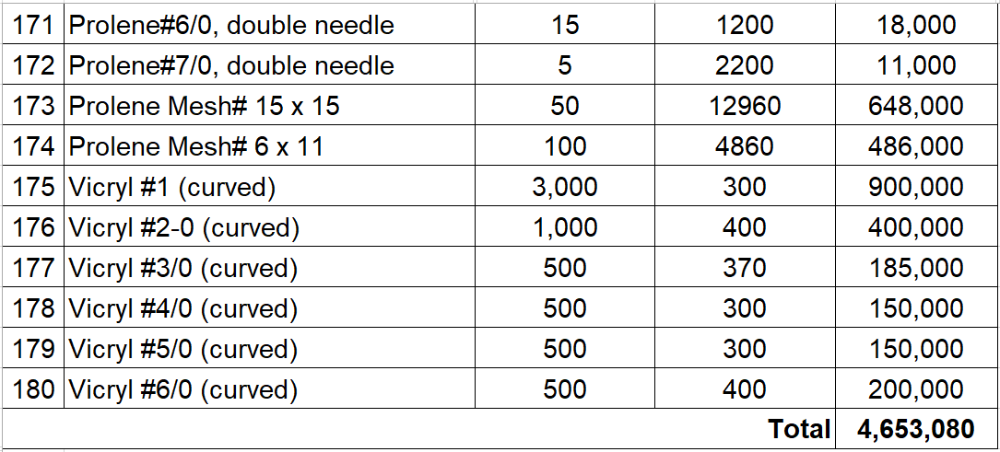 171 Prolene#6/0, double needle 15 1200 18,000
172 Prolene#7/0, double needle 5 2200 11,000
173 Prolene Mesh# 15 x 15 50 12960 648,000
174 Prolene Mesh# 6 x 11 100 4860 486,000
175 Vicryl #1 (curved) 3,000 300 900,000
176 Vicryl #2-0 (curved) 1,000 400 400,000
177 Vicryl #3/0 (curved) 500 370 185,000
178 Vicryl #4/0 (curved) 500 300 150,000
179 Vicryl #5/0 (curved) 500 300 150,000
180 Vicryl #6/0 (curved) 500 400 200,000
Total 4,653,080